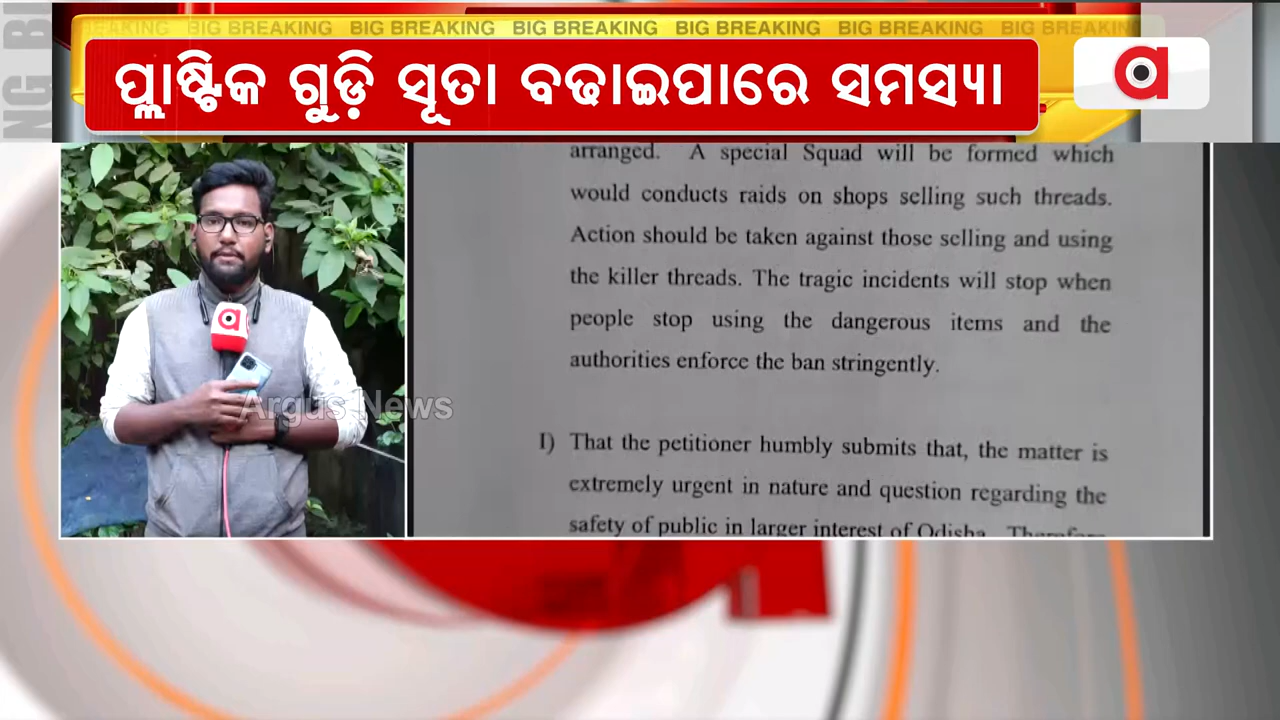 BREAKING BIG BREAKING BIG BREAKING BIG BREAKING BIG BREAKING BIG BREAKING
ପ୍ଲାଷ୍ଟିକ ଗୁଡ଼ି ସୂତା ବଢାଇପାରେ ସମସ୍ୟା
a
NG BI
arranged. A special Squad will be formed which
would conducts raids on shops selling such threads.
Action should be taken against those selling and using
the killer threads. The tragic incidents will stop when
people stop using the dangerous items and the
authorities enforce the ban stringently.
I) That the petitioner humbly submits that, the matter is
extremely urgent in nature and question regarding the
safety of public in larger interest of Odisha. Therefore
a
Argus News